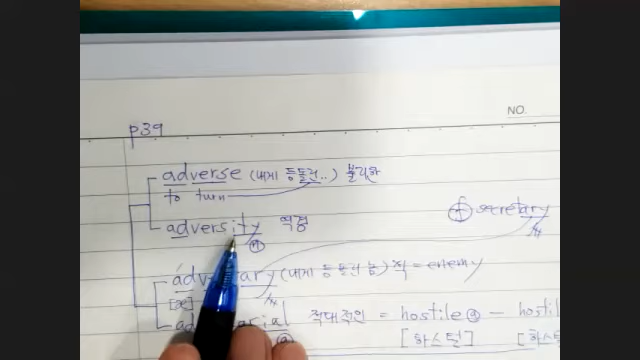 NO.
p39
adverse (내게 등돌린..) 불리한
to turn
adversity 역경
ⓝ
⊕ secretary
(내게 등돌린 놈) 적 = enemy
[æ]
적대적인 = hostile ⓐ -
[하스털]
ⓐ